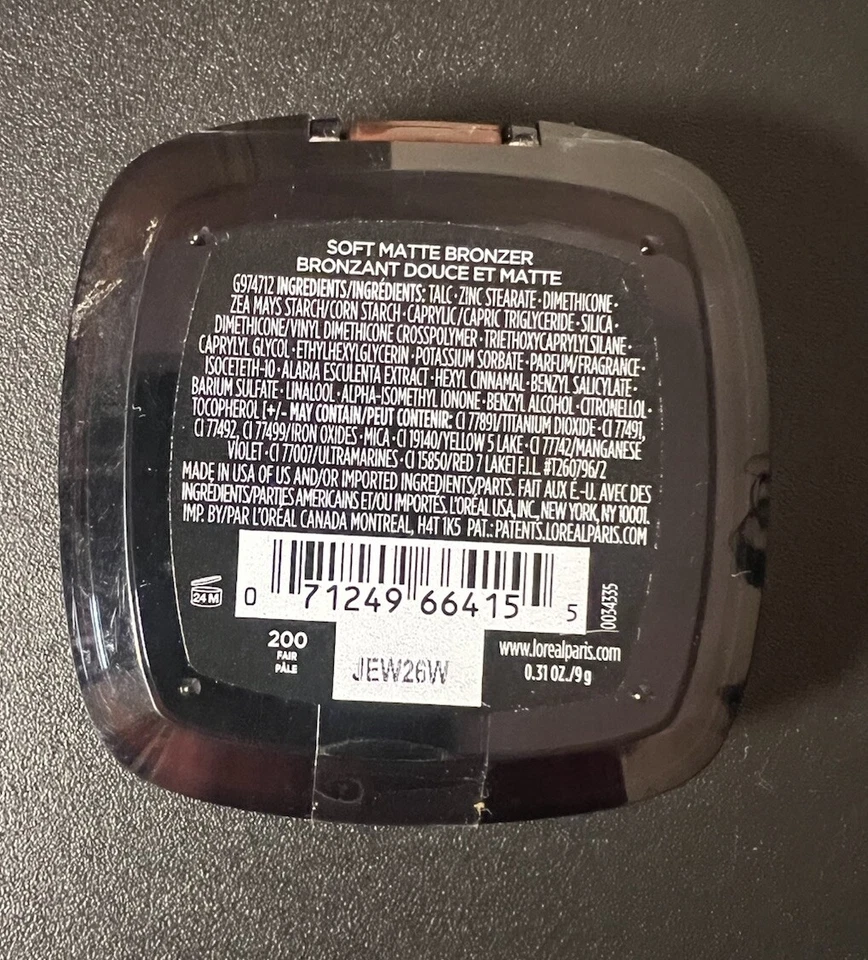 SOFT MATTE BRONZER
BRONZANT DOUCE ET MATTE
G974712 INGREDIENTS/INGRÉDIENTS: TALC • ZINC STEARATE • DIMETHICONE •
ZEA MAYS STARCH/CORN STARCH • CAPRYLIC/CAPRIC TRIGLYCERIDE • SILICA •
DIMETHICONE/VINYL DIMETHICONE CROSSPOLYMER • TRIETHOXYCAPRYLYLSILANE •
CAPRYLYL GLYCOL • ETHYLHEXYLGLYCERIN • POTASSIUM SORBATE • PARFUM/FRAGRANCE •
ISOCETETH-10 • ALARIA ESCULENTA EXTRACT • HEXYL CINNAMAL • BENZYL SALICYLATE •
BARIUM SULFATE • LINALOOL • ALPHA-ISOMETHYL IONONE • BENZYL ALCOHOL • CITRONELLOL •
TOCOPHEROL [+/- MAY CONTAIN/PEUT CONTENIR: CI 77891/TITANIUM DIOXIDE • CI 77491,
CI 77492, CI 77499/IRON OXIDES • MICA • CI 19140/YELLOW 5 LAKE • CI 77742/MANGANESE
VIOLET • CI 77007/ULTRAMARINES • CI 15850/RED 7 LAKE] F.I.L. #T260796/2
MADE IN USA OF US AND/OR IMPORTED INGREDIENTS/PARTS. FAIT AUX É.-U. AVEC DES
INGRÉDIENTS/PARTIES AMERICAINS ET/OU IMPORTÉS. L'ORÉAL USA, INC., NEW YORK, NY 10001.
IMP. BY/PAR L'ORÉAL CANADA MONTREAL, H4T 1K5 PAT.: PATENTS.LOREALPARIS.COM
24 M
0 71249 66415 5
0034335
200
FAIR
PÂLE
JEW26W
www.lorealparis.com
0.31 OZ./9 g